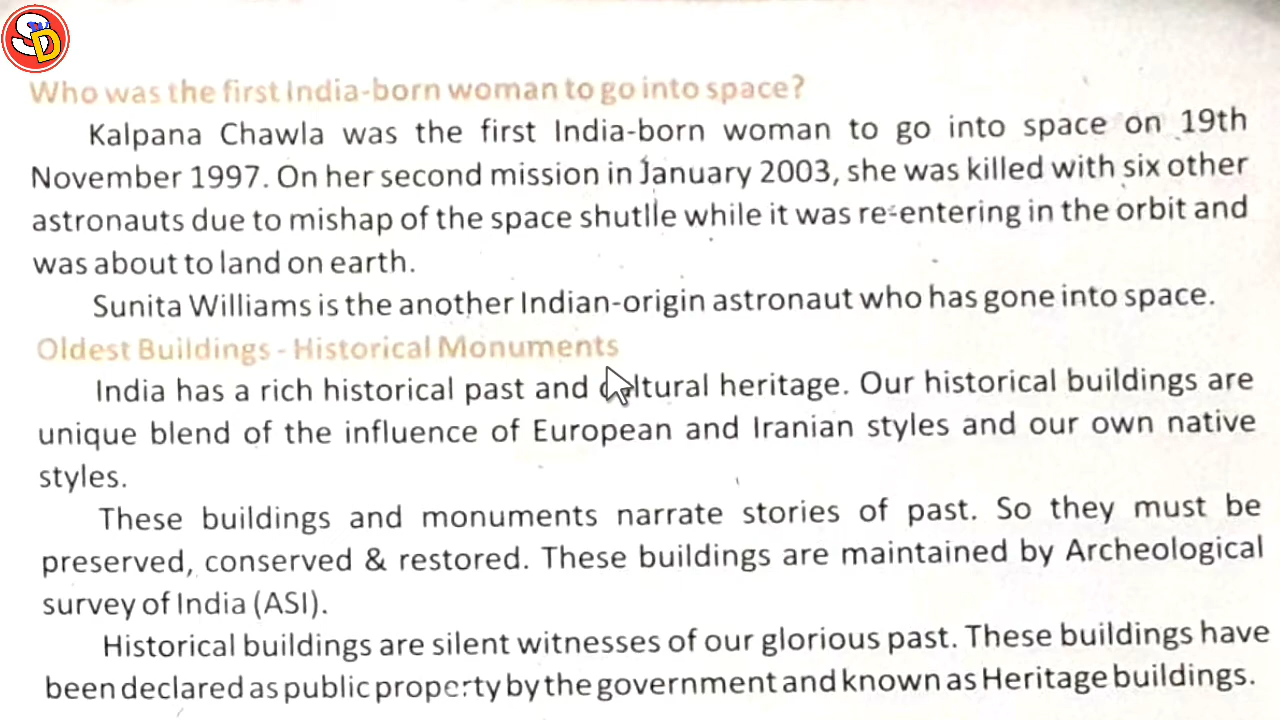 SD
Who was the first India-born woman to go into space?
Kalpana Chawla was the first India-born woman to go into space on 19th
November 1997. On her second mission in January 2003, she was killed with six other
astronauts due to mishap of the space shutlle while it was re-entering in the orbit and
was about to land on earth.
Sunita Williams is the another Indian-origin astronaut who has gone into space.
Oldest Buildings - Historical Monuments
India has a rich historical past and cultural heritage. Our historical buildings are
unique blend of the influence of European and Iranian styles and our own native
styles.
These buildings and monuments narrate stories of past. So they must be
preserved, conserved & restored. These buildings are maintained by Archeological
survey of India (ASI).
Historical buildings are silent witnesses of our glorious past. These buildings have
been declared as public property by the government and known as Heritage buildings.